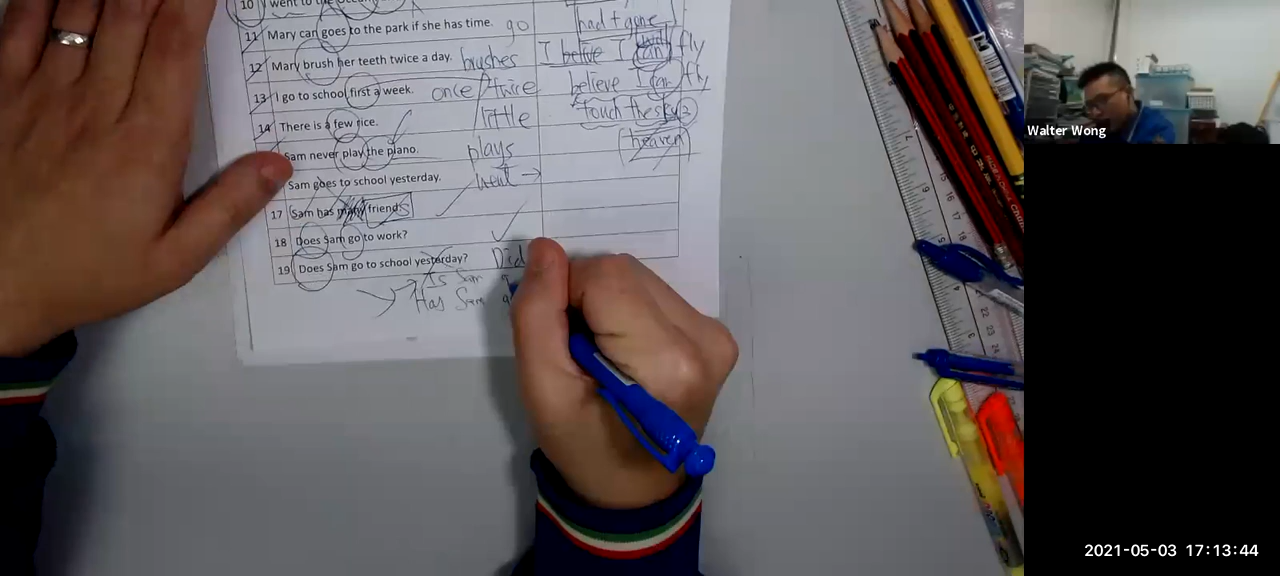 10 went to the
11 Mary can goes to the park if she has time. go had + gone
12 Mary brush her teeth twice a day. brushes I belive I can fly
13 I go to school first a week. once / twice believe I can fly
14 There is a few rice. little touch the sky
Sam never play the piano. plays (heaven)
Sam goes to school yesterday. went →
17 Sam has many friends
18 Does Sam go to work? ✓
19 Does Sam go to school yesterday? Did
Is Sam
Has Sam
Walter Wong
2021-05-03 17:13:44